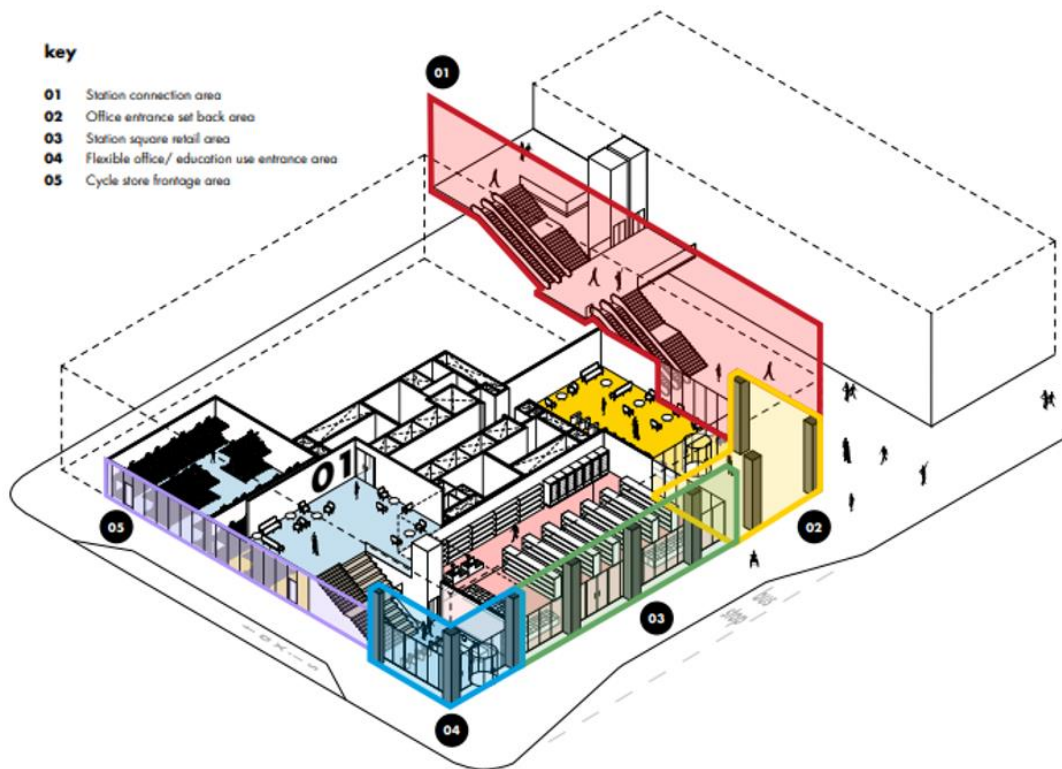 key
01 Station connection area
02 Office entrance set back area
03 Station square retail area
04 Flexible office/ education use entrance area
05 Cycle store frontage area
01
01
05
02
03
TAXIS
04